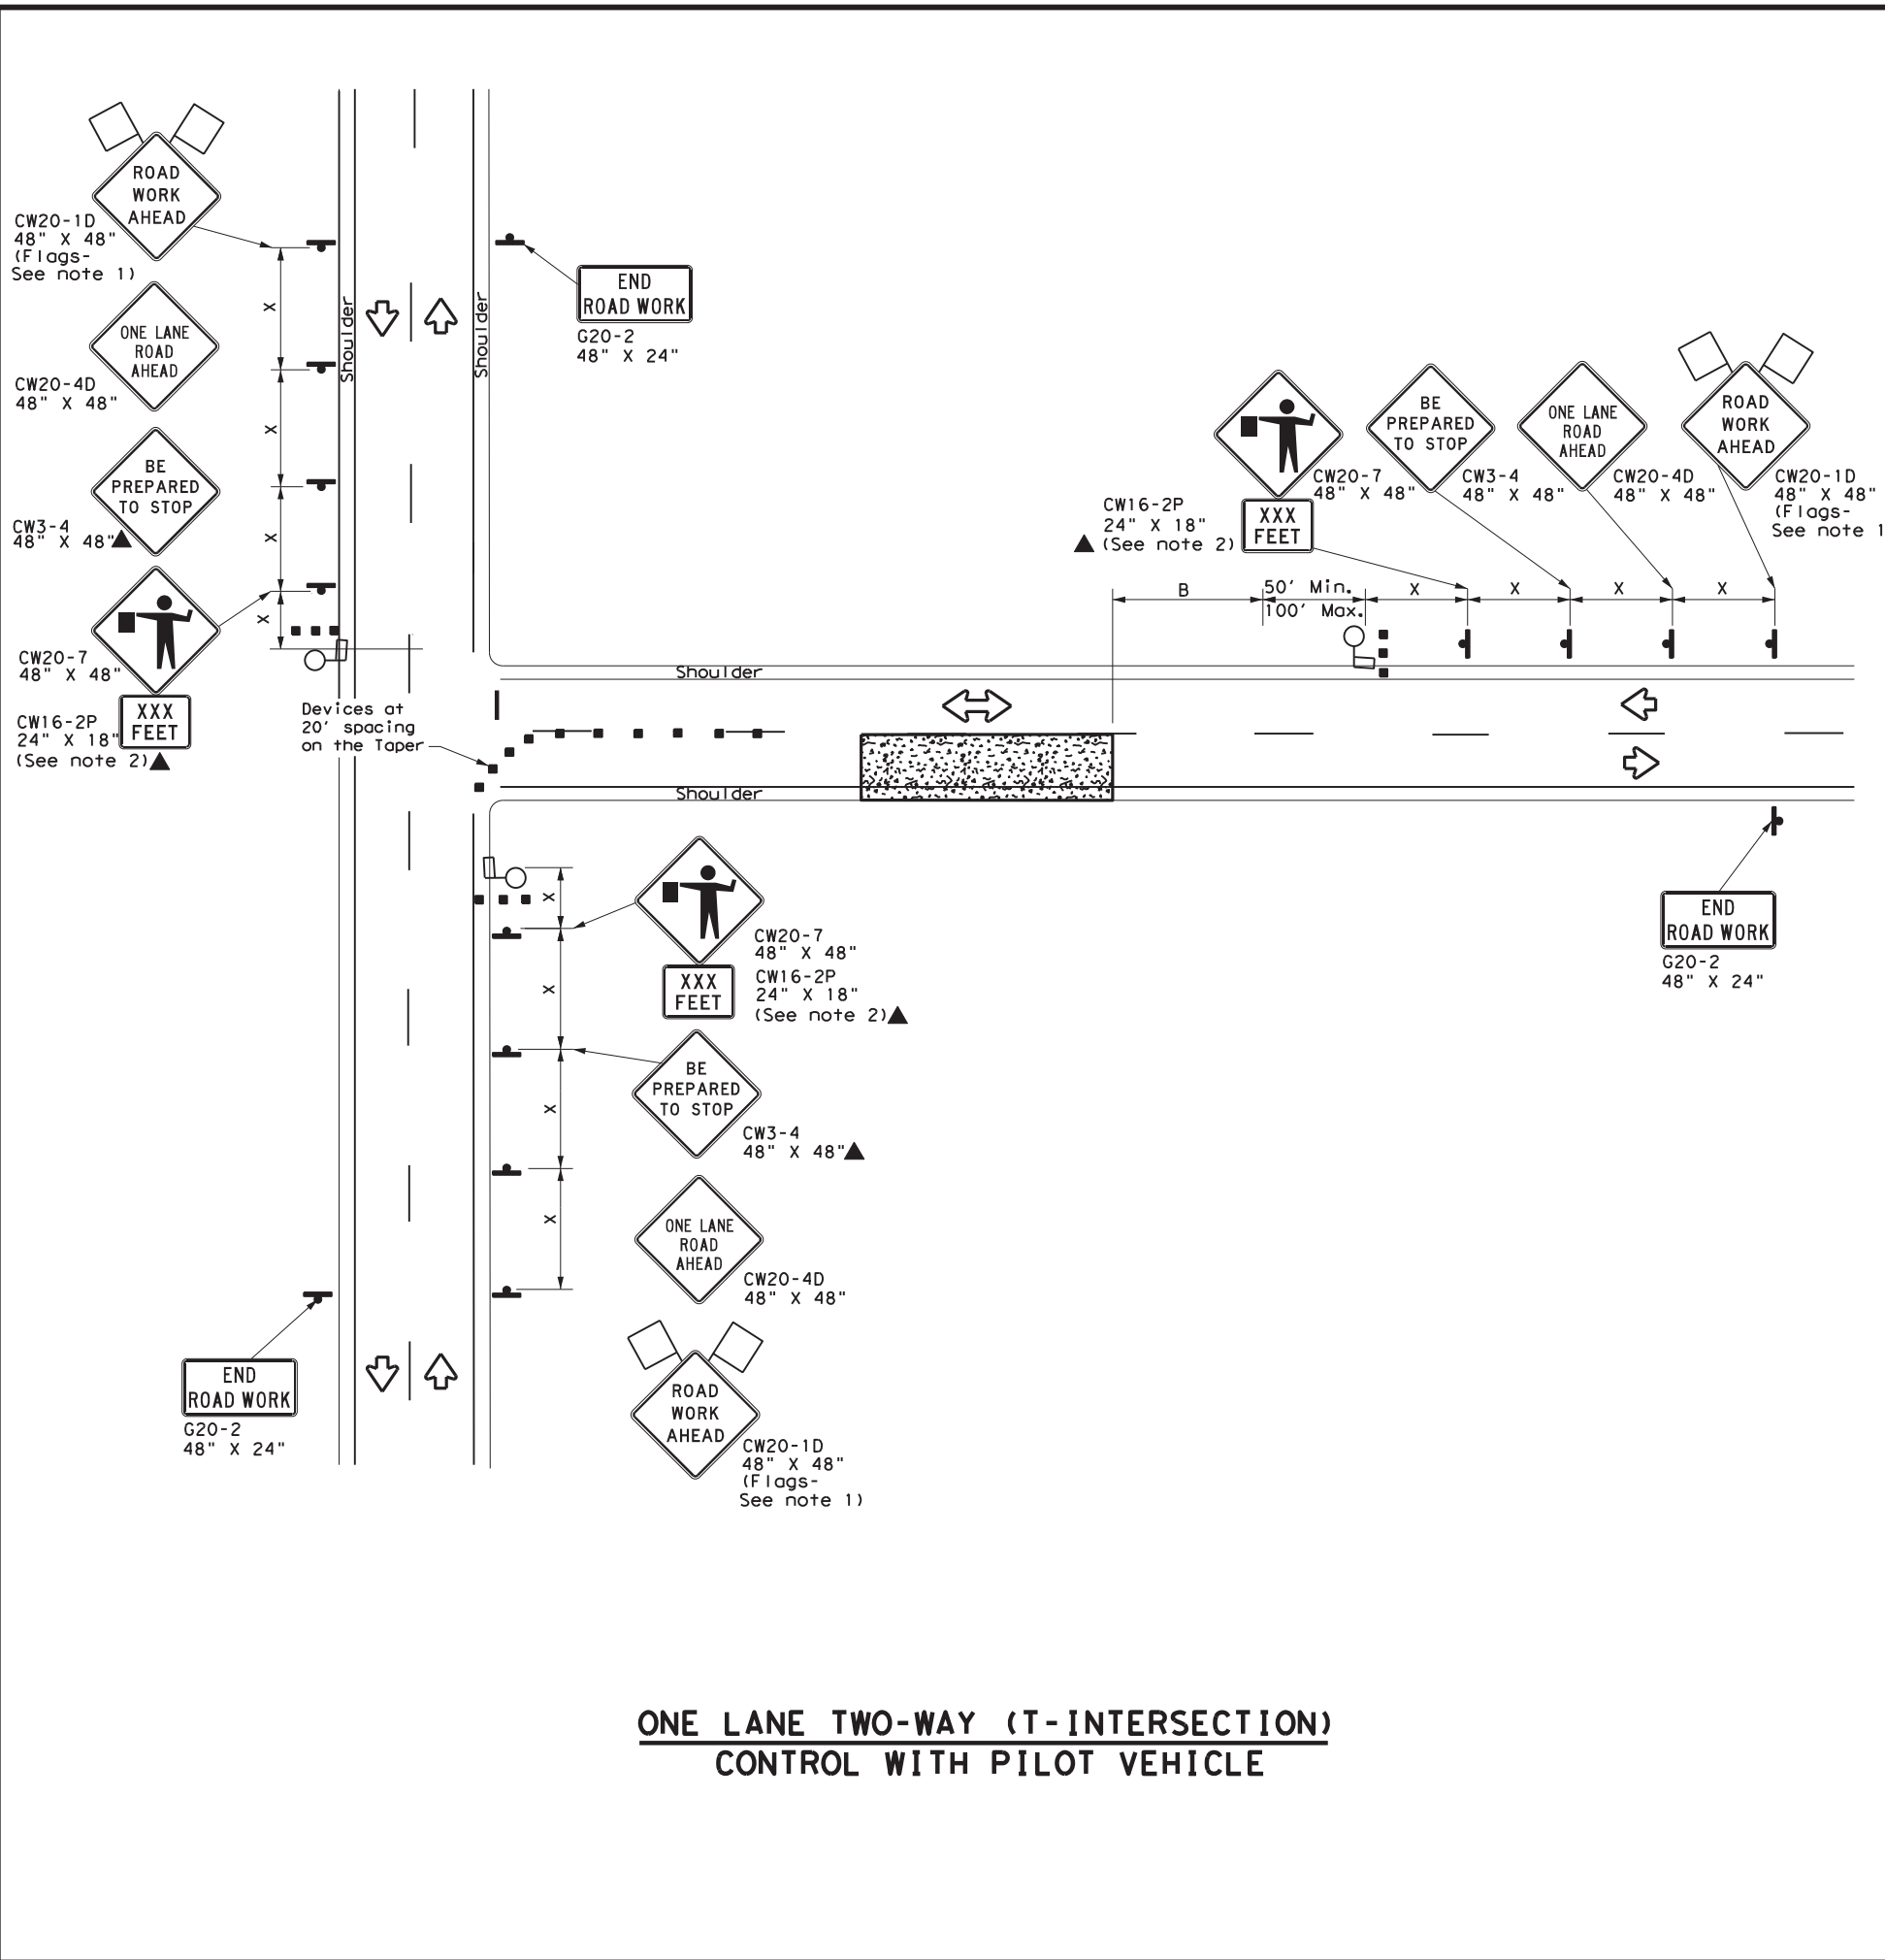 ROAD
WORK
AHEAD
CW20-1D
48" X 48"
(Flags-
See note 1)
ONE LANE
ROAD
AHEAD
CW20-4D
48" X 48"
BE
PREPARED
TO STOP
CW3-4
48" X 48"
CW20-7
48" X 48"
XXX
FEET
CW16-2P
24" X 18"
(See note 2)
X
X
X
X
Shoulder
Shoulder
END
ROAD WORK
G20-2
48" X 24"
Devices at
20' spacing
on the Taper
CW20-7
48" X 48"
CW16-2P
24" X 18"
(See note 2)
XXX
FEET
BE
PREPARED
TO STOP
CW3-4
48" X 48"
ONE LANE
ROAD
AHEAD
CW20-4D
48" X 48"
ROAD
WORK
AHEAD
CW20-1D
48" X 48"
(Flags-
See note 1
B
50' Min.
100' Max.
X
X
X
X
Shoulder
Shoulder
END
ROAD WORK
G20-2
48" X 24"
X
X
X
X
CW20-7
48" X 48"
XXX
FEET
CW16-2P
24" X 18"
(See note 2)
BE
PREPARED
TO STOP
CW3-4
48" X 48"
ONE LANE
ROAD
AHEAD
CW20-4D
48" X 48"
ROAD
WORK
AHEAD
CW20-1D
48" X 48"
(Flags-
See note 1)
END
ROAD WORK
G20-2
48" X 24"
ONE LANE TWO-WAY (T-INTERSECTION)
CONTROL WITH PILOT VEHICLE